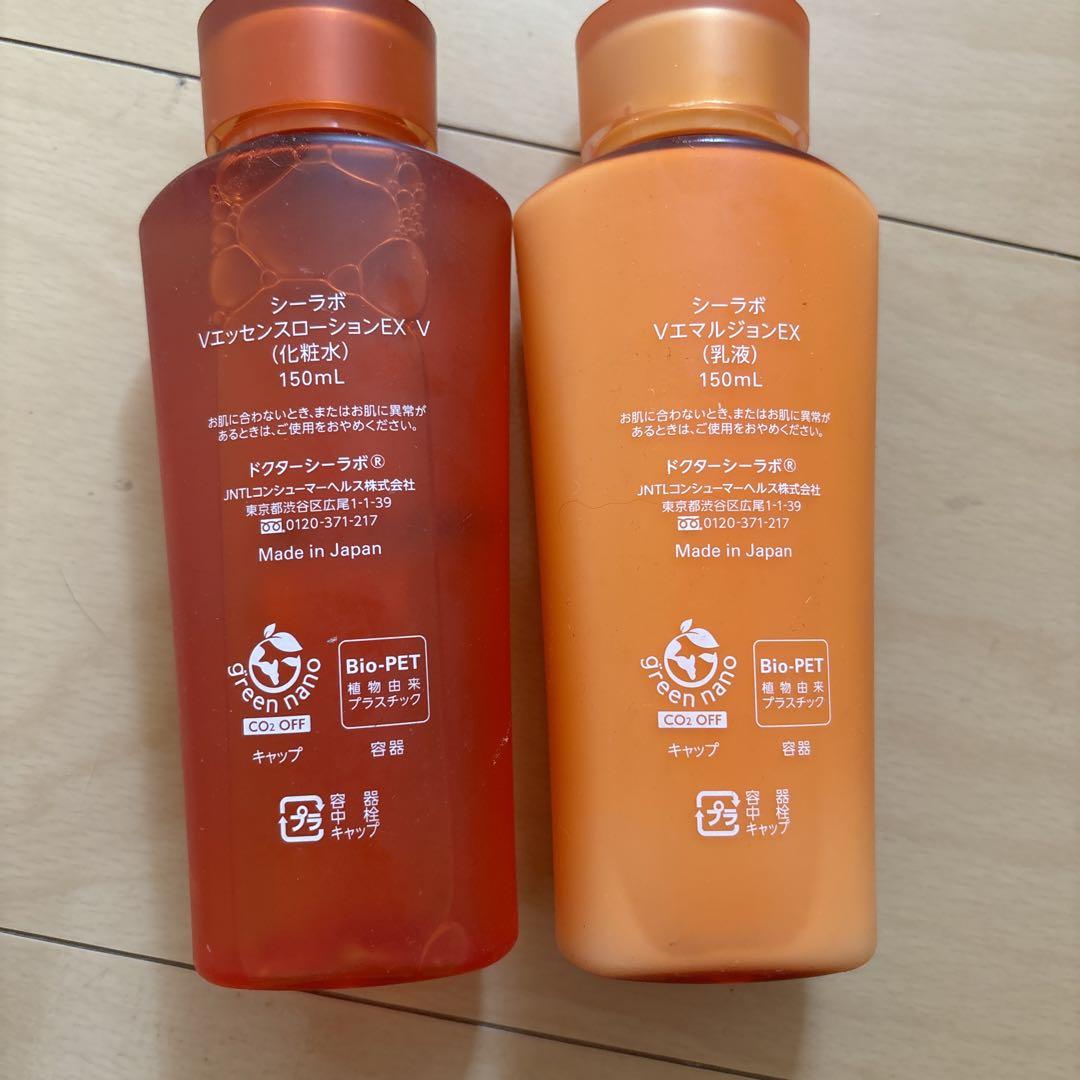 シーラボ
VエッセンスローションEX V
（化粧水）
150mL
お肌に合わないとき、またはお肌に異常が
あるときは、ご使用をおやめください。
ドクターシーラボ®
JNTLコンシューマーヘルス株式会社
東京都渋谷区広尾1-1-39
0120-371-217
Made in Japan
green nano
CO₂ OFF
キャップ
Bio-PET
植物由来
プラスチック
容器
プラ
容器
中栓
キャップ
シーラボ
VエマルジョンEX
（乳液）
150mL
お肌に合わないとき、またはお肌に異常が
あるときは、ご使用をおやめください。
ドクターシーラボ®
JNTLコンシューマーヘルス株式会社
東京都渋谷区広尾1-1-39
0120-371-217
Made in Japan
green nano
CO₂ OFF
キャップ
Bio-PET
植物由来
プラスチック
容器
プラ
容器
中栓
キャップ